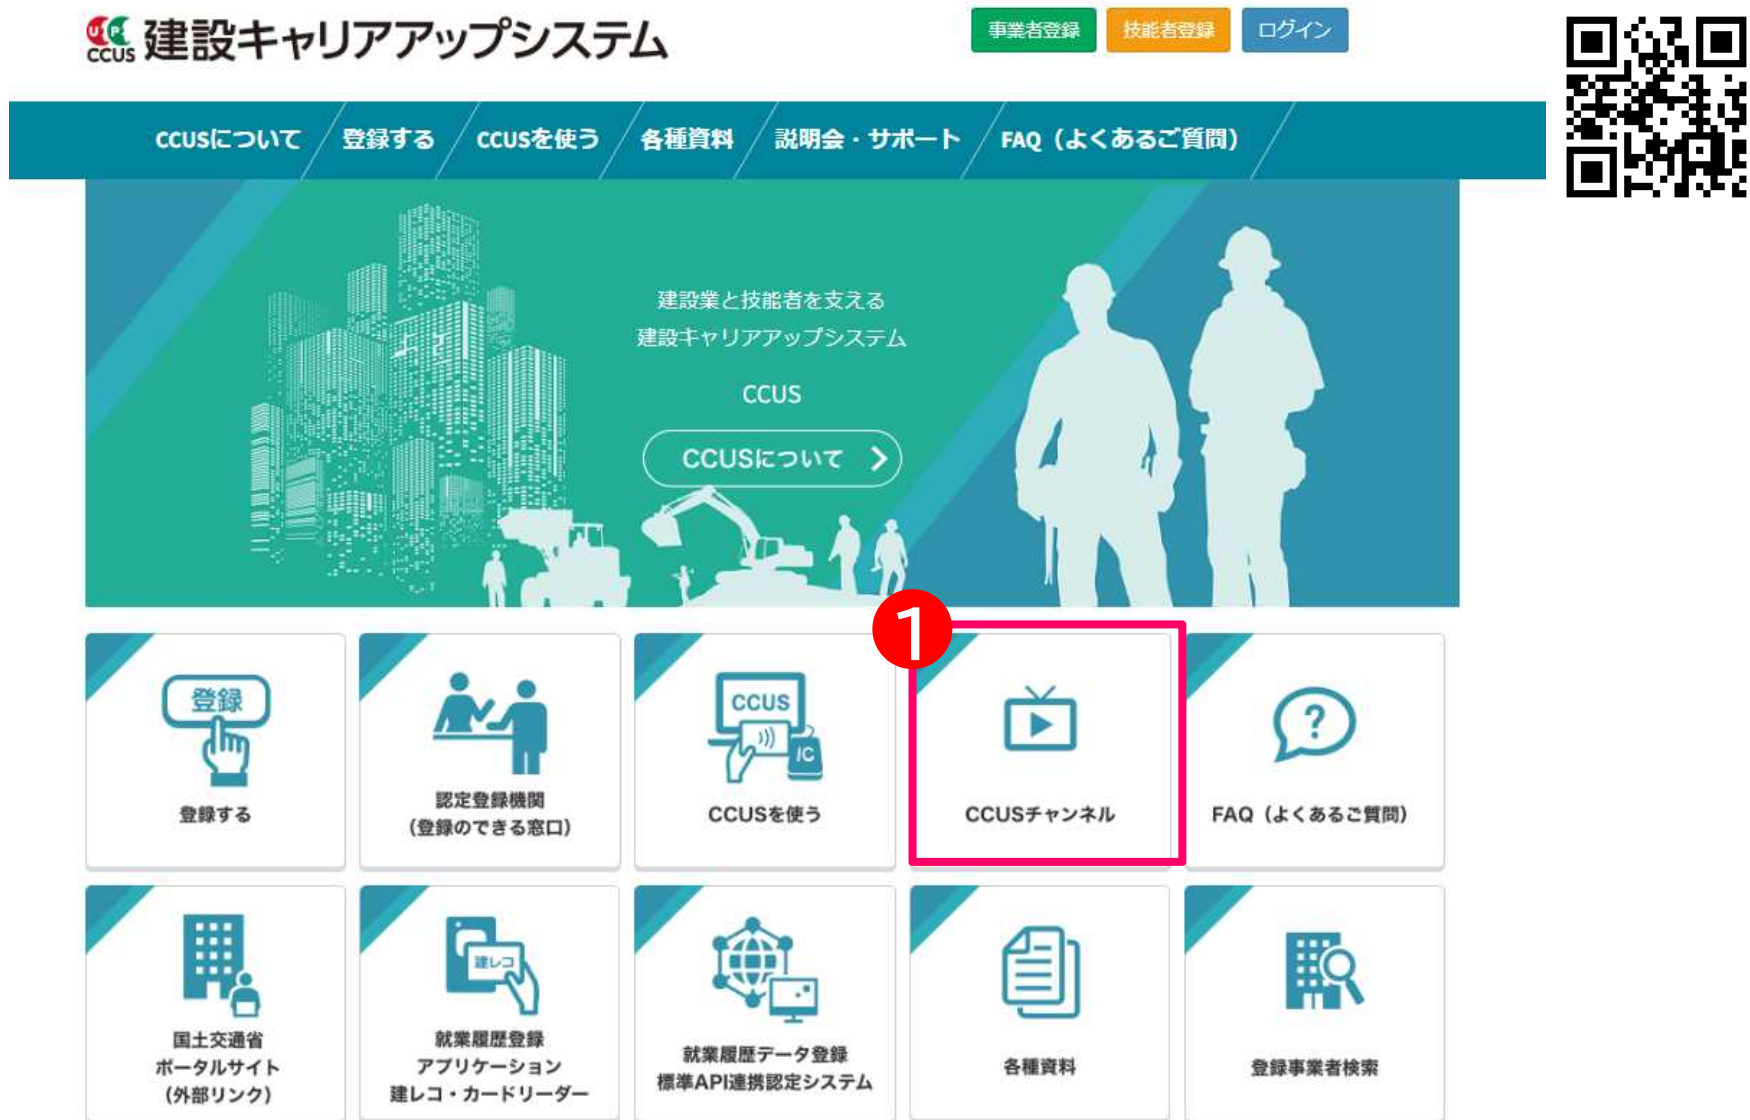 UP!
CCUS 建設キャリアアップシステム
事業者登録 技能者登録 ログイン
CCUSについて 登録する CCUSを使う 各種資料 説明会・サポート FAQ（よくあるご質問）
建設業と技能者を支える
建設キャリアアップシステム
CCUS
CCUSについて
1
登録
登録する
認定登録機関
（登録のできる窓口）
CCUS
IC
CCUSを使う
CCUSチャンネル
?
FAQ（よくあるご質問）
国土交通省
ポータルサイト
（外部リンク）
建レコ
就業履歴登録
アプリケーション
建レコ・カードリーダー
就業履歴データ登録
標準API連携認定システム
各種資料
登録事業者検索